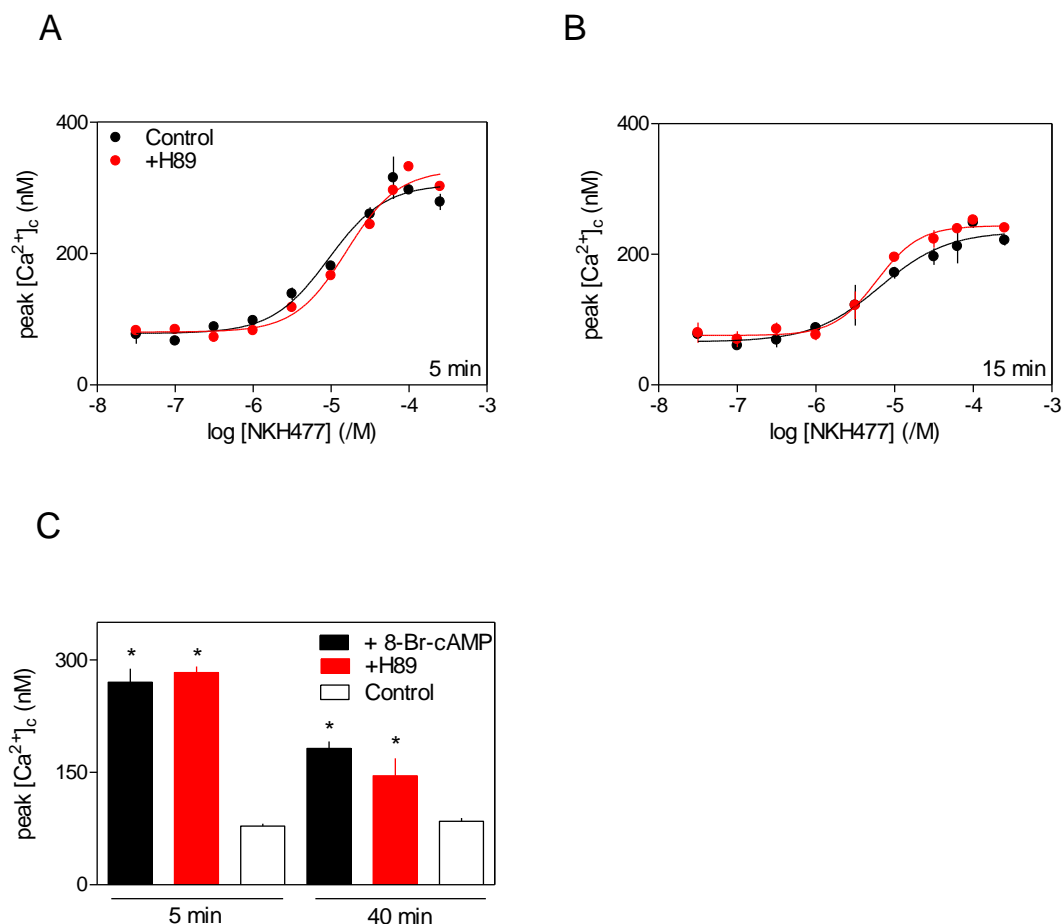 A
peak [Ca²⁺]c (nM)
400
200
0
Control
+H89
5 min
-8 -7 -6 -5 -4 -3
log [NKH477] (/M)
B
peak [Ca²⁺]c (nM)
400
200
0
15 min
-8 -7 -6 -5 -4 -3
log [NKH477] (/M)
C
peak [Ca²⁺]c (nM)
300
150
0
* *
* *
+ 8-Br-cAMP
+H89
Control
5 min 40 min